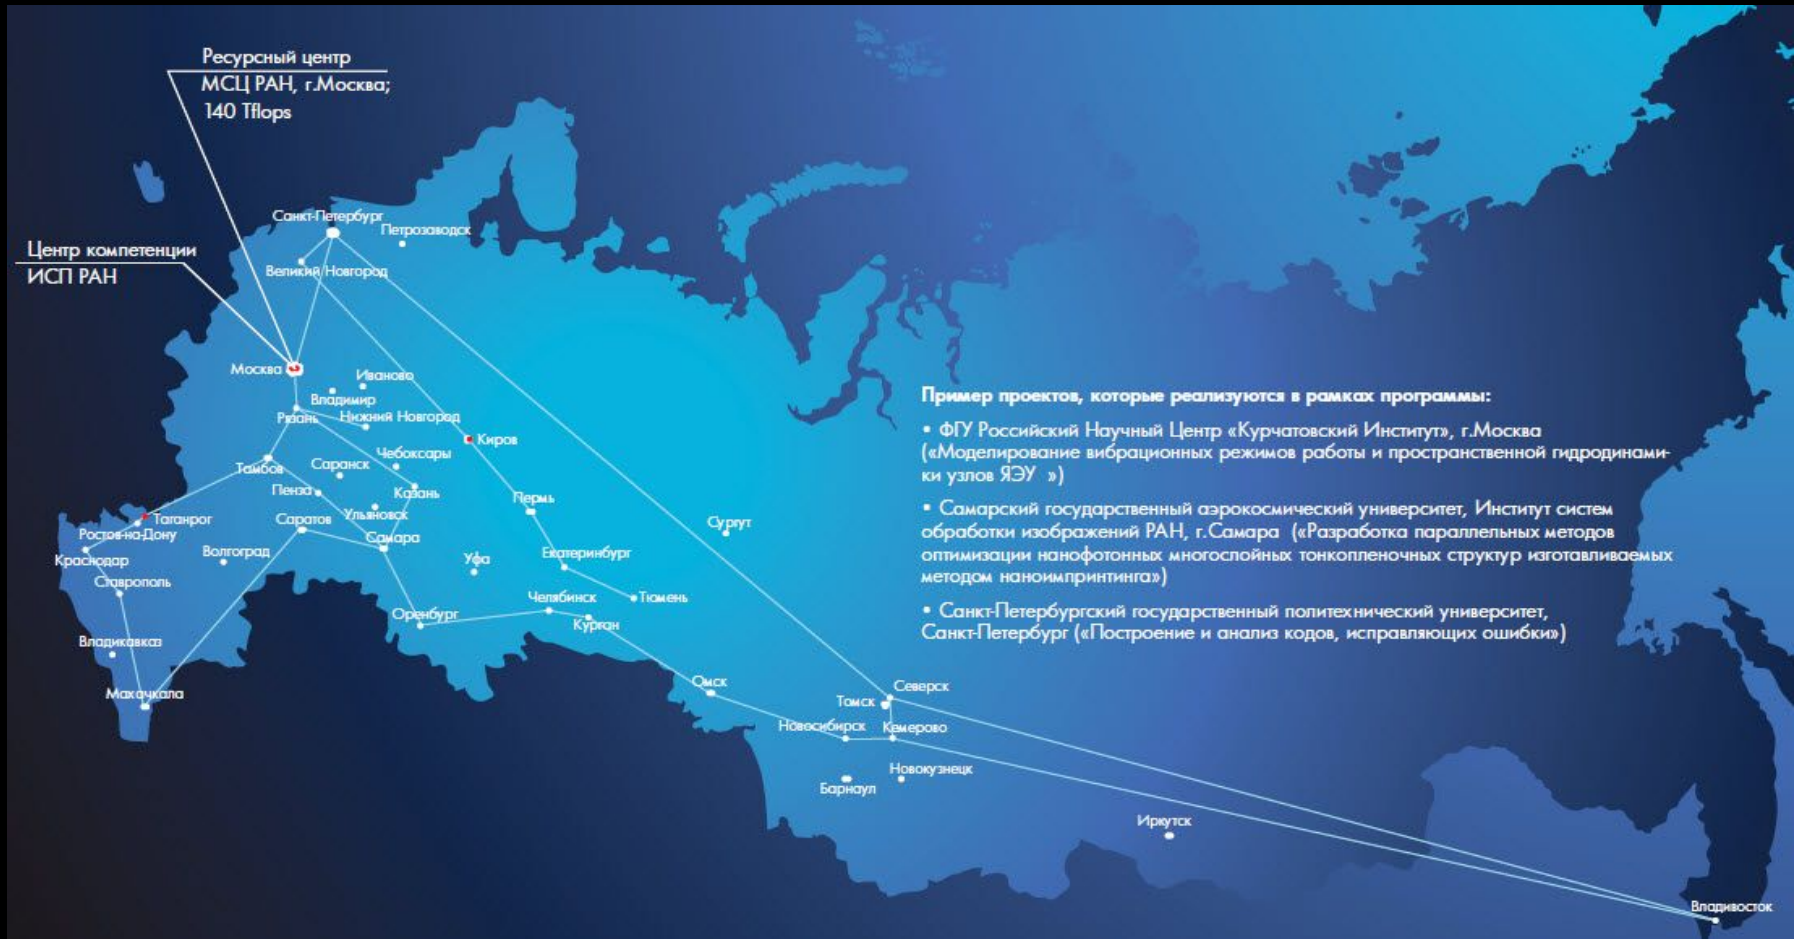 Ресурсный центр
МСЦ РАН, г.Москва;
140 Tflops
Санкт-Петербург
Петрозаводск
Центр компетенции
ИСП РАН
Великий Новгород
Москва
Иваново
Владимир
Рязань
Нижний Новгород
Киров
Чебоксары
Тамбов
Саранск
Пенза
Казань
Пермь
Таганрог
Саратов
Ульяновск
Сургут
Ростов-на-Дону
Самара
Волгоград
Екатеринбург
Краснодар
Уфа
Ставрополь
Челябинск
Тюмень
Оренбург
Курган
Владикавказ
Махачкала
Омск
Северск
Томск
Новосибирск
Кемерово
Новокузнецк
Барнаул
Иркутск
Владивосток
Пример проектов, которые реализуются в рамках программы:
• ФГУ Российский Научный Центр «Курчатовский Институт», г.Москва
(«Моделирование вибрационных режимов работы и пространственной гидродинами-
ки узлов ЯЭУ »)
• Самарский государственный аэрокосмический университет, Институт систем
обработки изображений РАН, г.Самара («Разработка параллельных методов
оптимизации нанофотонных многослойных тонкопленочных структур изготавливаемых
методом наноимпринтинга»)
• Санкт-Петербургский государственный политехнический университет,
Санкт-Петербург («Построение и анализ кодов, исправляющих ошибки»)